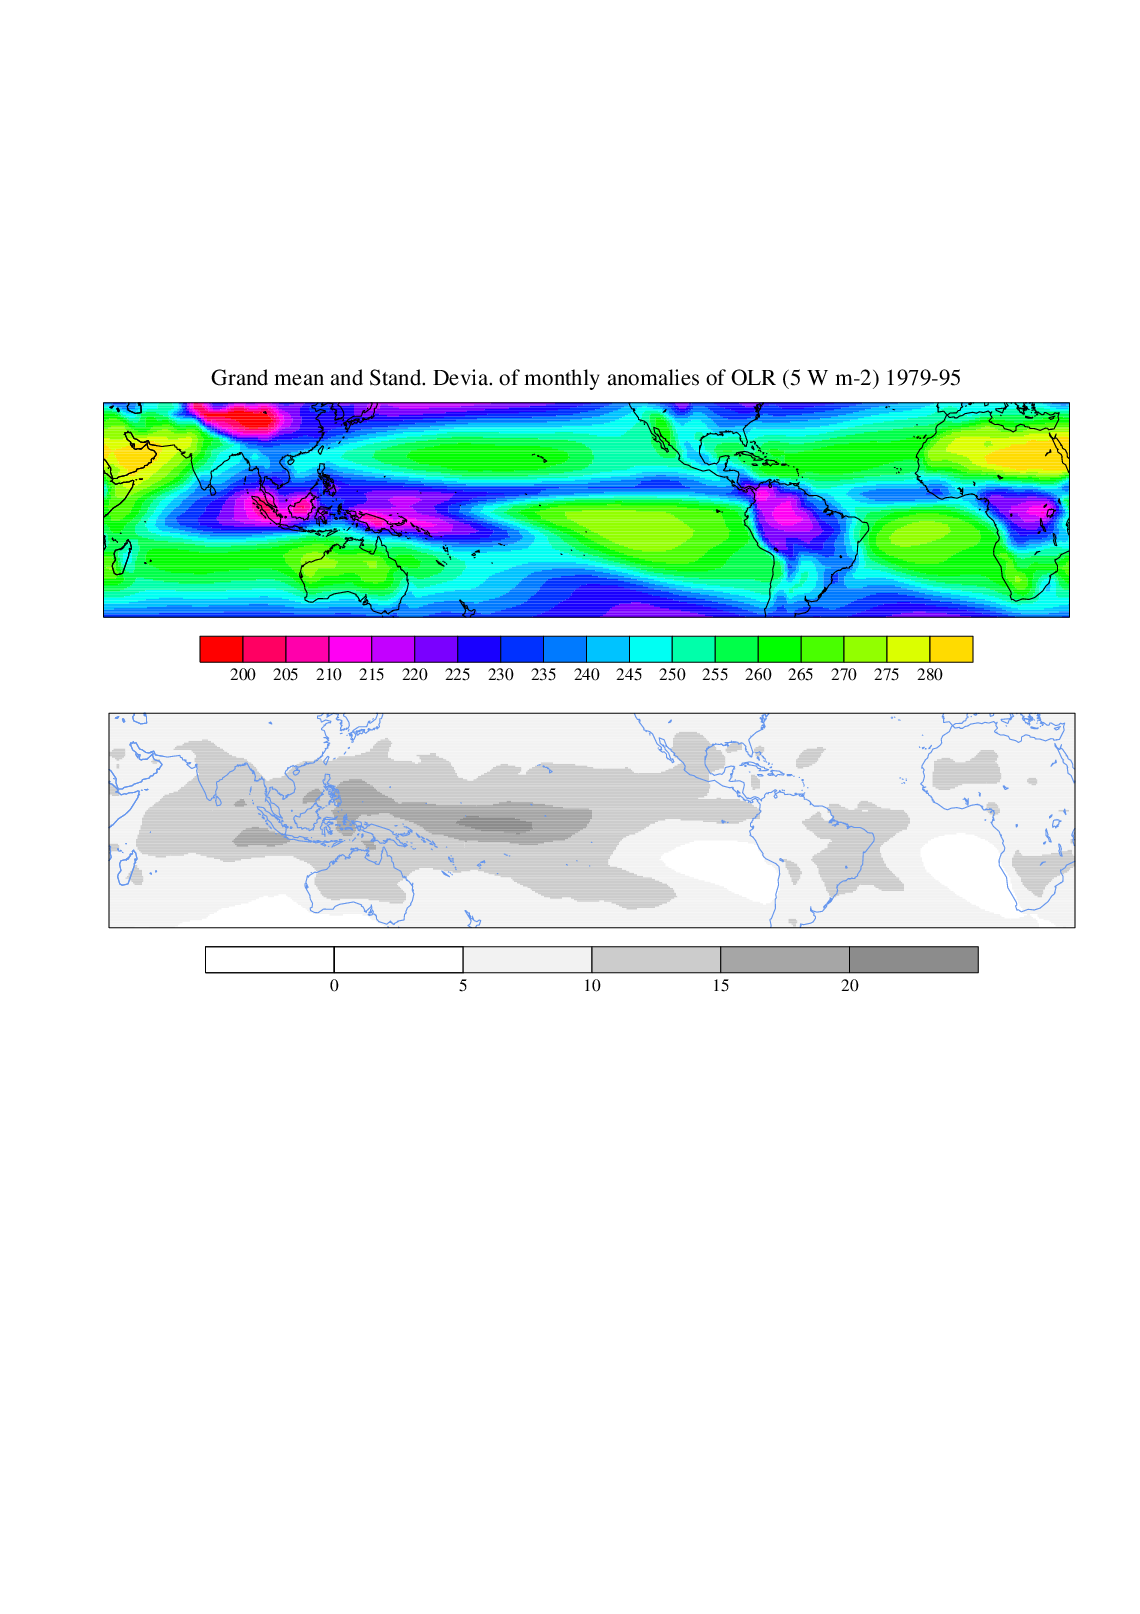 Grand mean and Stand. Devia. of monthly anomalies of OLR (5 W m-2) 1979-95
200 205 210 215 220 225 230 235 240 245 250 255 260 265 270 275 280
0 5 10 15 20